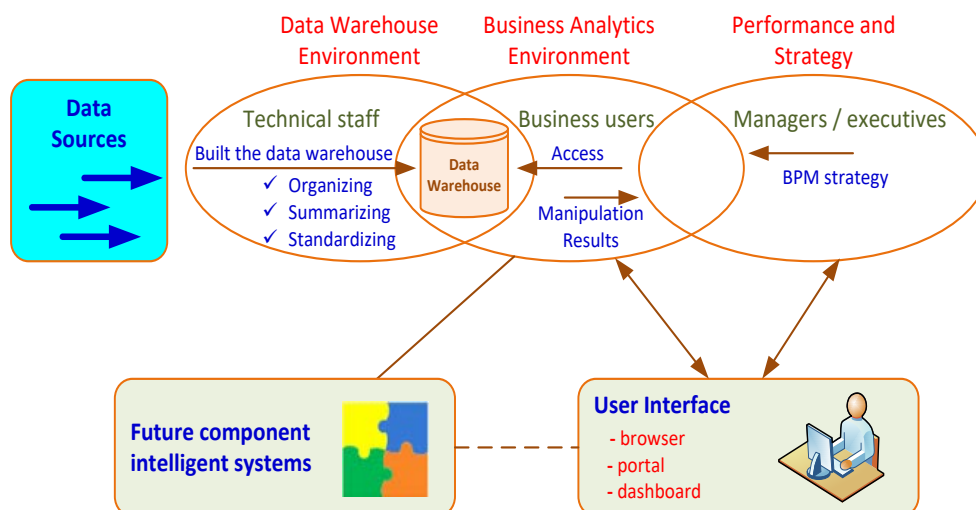 Data Warehouse
Environment
Business Analytics
Environment
Performance and
Strategy
Data
Sources
Technical staff
Built the data warehouse
✓ Organizing
✓ Summarizing
✓ Standardizing
Data
Warehouse
Business users
Access
Manipulation
Results
Managers / executives
BPM strategy
Future component
intelligent systems
User Interface
- browser
- portal
- dashboard